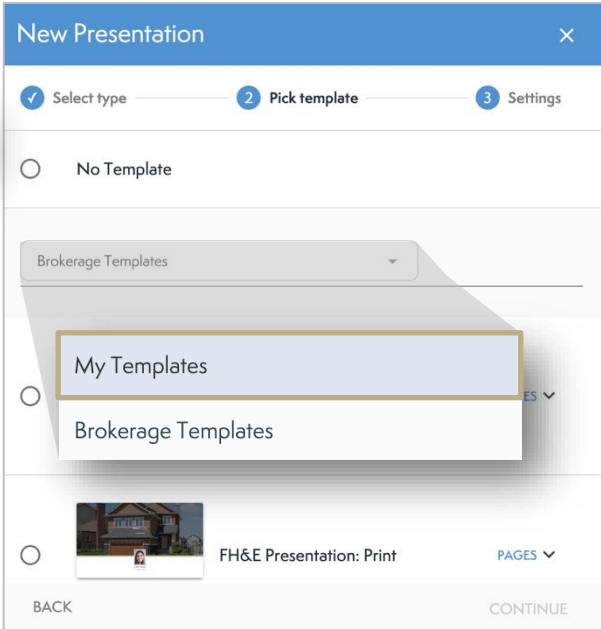 New Presentation
Select type
2 Pick template
3 Settings
No Template
Brokerage Templates
My Templates
Brokerage Templates
FH&E Presentation: Print
PAGES
BACK
CONTINUE